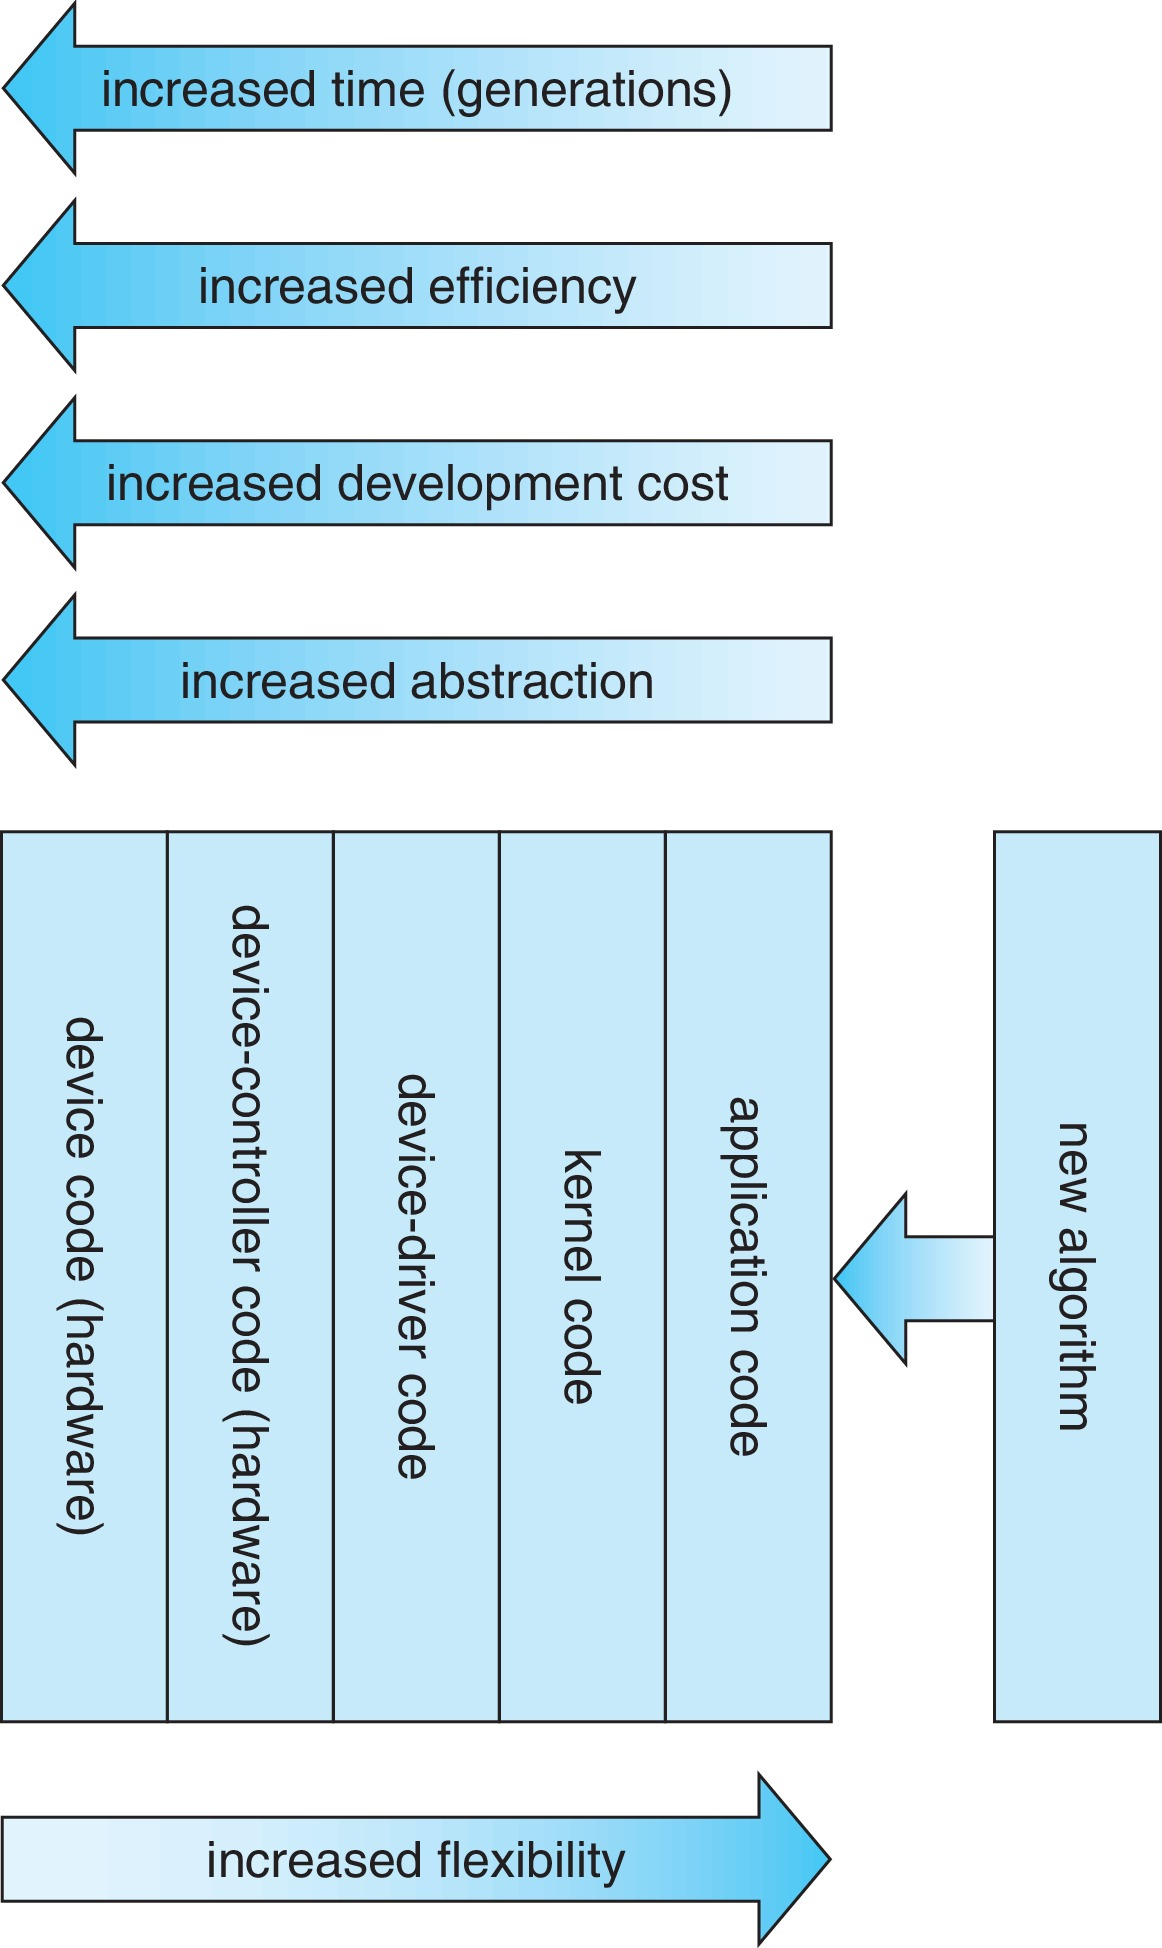 increased time (generations)
increased efficiency
increased development cost
increased abstraction
device code (hardware)
device-controller code (hardware)
device-driver code
kernel code
application code
new algorithm
increased flexibility